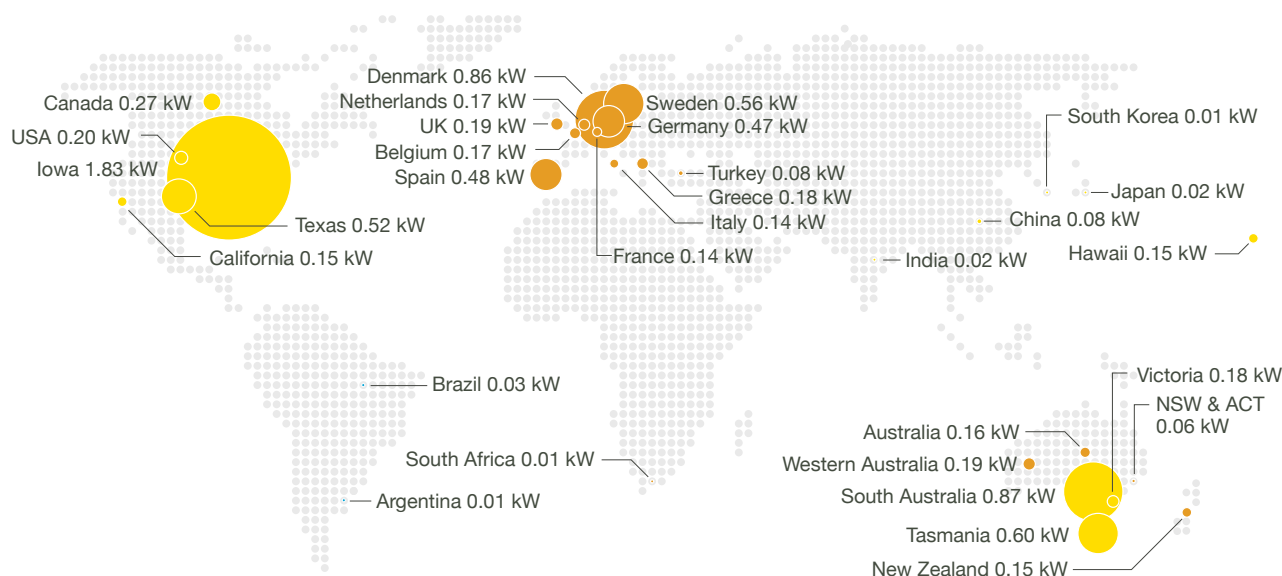 Denmark 0.86 kW
Canada 0.27 kW
Netherlands 0.17 kW
Sweden 0.56 kW
South Korea 0.01 kW
USA 0.20 kW
UK 0.19 kW
Germany 0.47 kW
Belgium 0.17 kW
Iowa 1.83 kW
Spain 0.48 kW
Turkey 0.08 kW
Japan 0.02 kW
Greece 0.18 kW
Texas 0.52 kW
Italy 0.14 kW
China 0.08 kW
California 0.15 kW
France 0.14 kW
India 0.02 kW
Hawaii 0.15 kW
Brazil 0.03 kW
Victoria 0.18 kW
NSW & ACT
0.06 kW
Australia 0.16 kW
South Africa 0.01 kW
Western Australia 0.19 kW
Argentina 0.01 kW
South Australia 0.87 kW
Tasmania 0.60 kW
New Zealand 0.15 kW